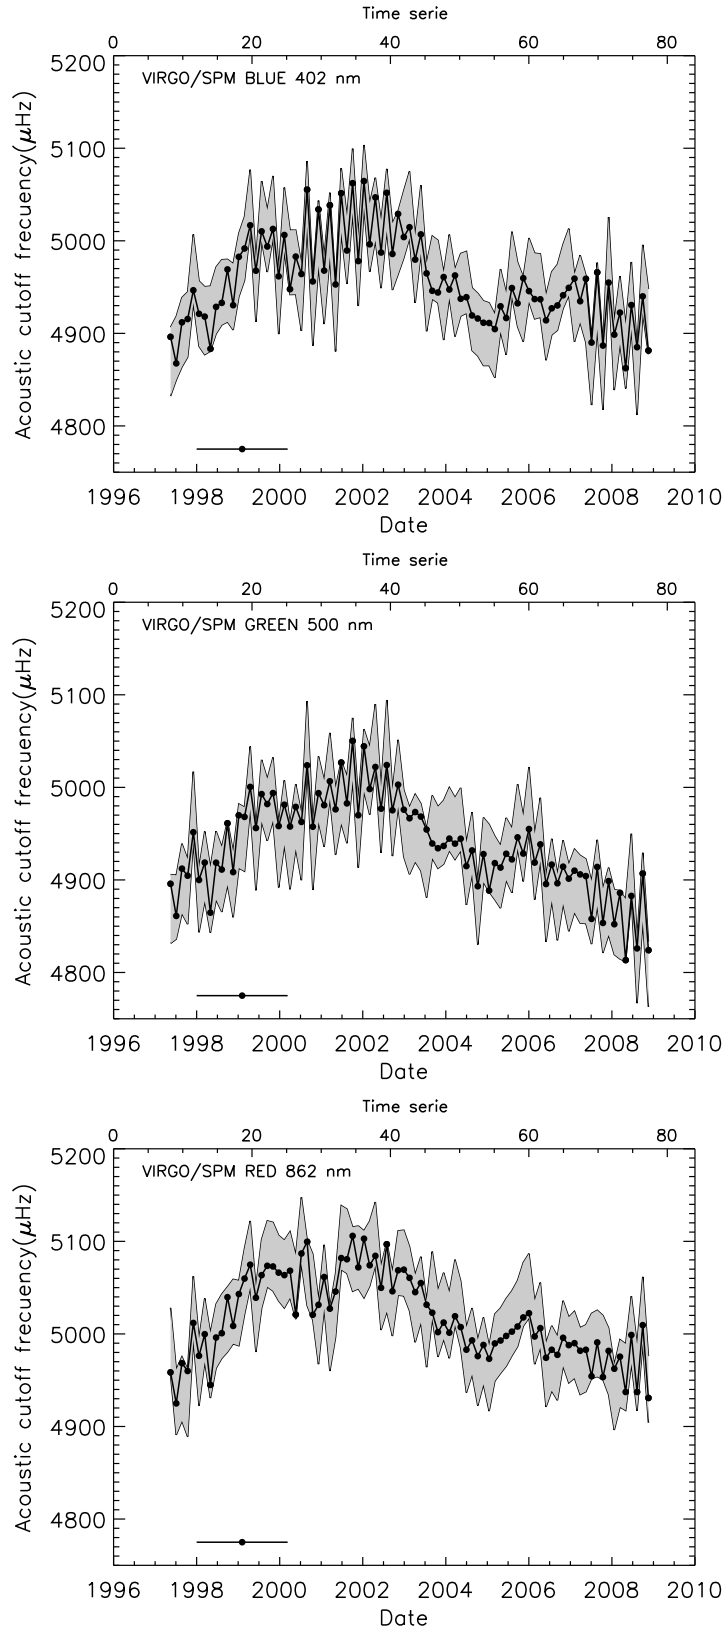 Time serie
0 20 40 60 80
5200
VIRGO/SPM BLUE 402 nm
5100
5000
4900
4800
Acoustic cutoff frecuency(μHz)
1996 1998 2000 2002 2004 2006 2008 2010
Date
Time serie
0 20 40 60 80
5200
VIRGO/SPM GREEN 500 nm
5100
5000
4900
4800
Acoustic cutoff frecuency(μHz)
1996 1998 2000 2002 2004 2006 2008 2010
Date
Time serie
0 20 40 60 80
5200
VIRGO/SPM RED 862 nm
5100
5000
4900
4800
Acoustic cutoff frecuency(μHz)
1996 1998 2000 2002 2004 2006 2008 2010
Date